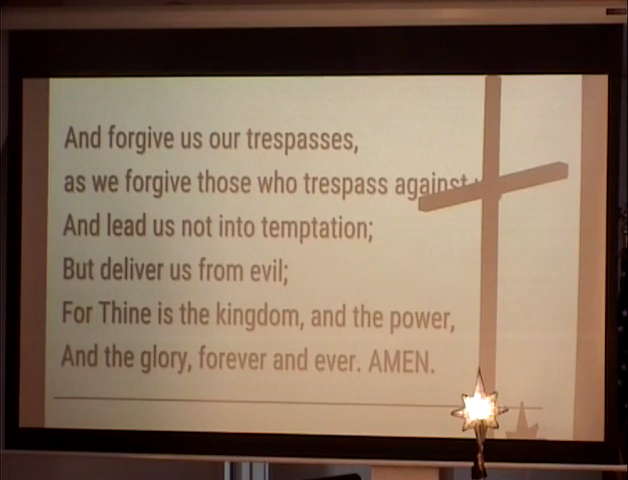 And forgive us our trespasses,
as we forgive those who trespass against
And lead us not into temptation;
But deliver us from evil;
For Thine is the kingdom, and the power,
And the glory, forever and ever. AMEN.